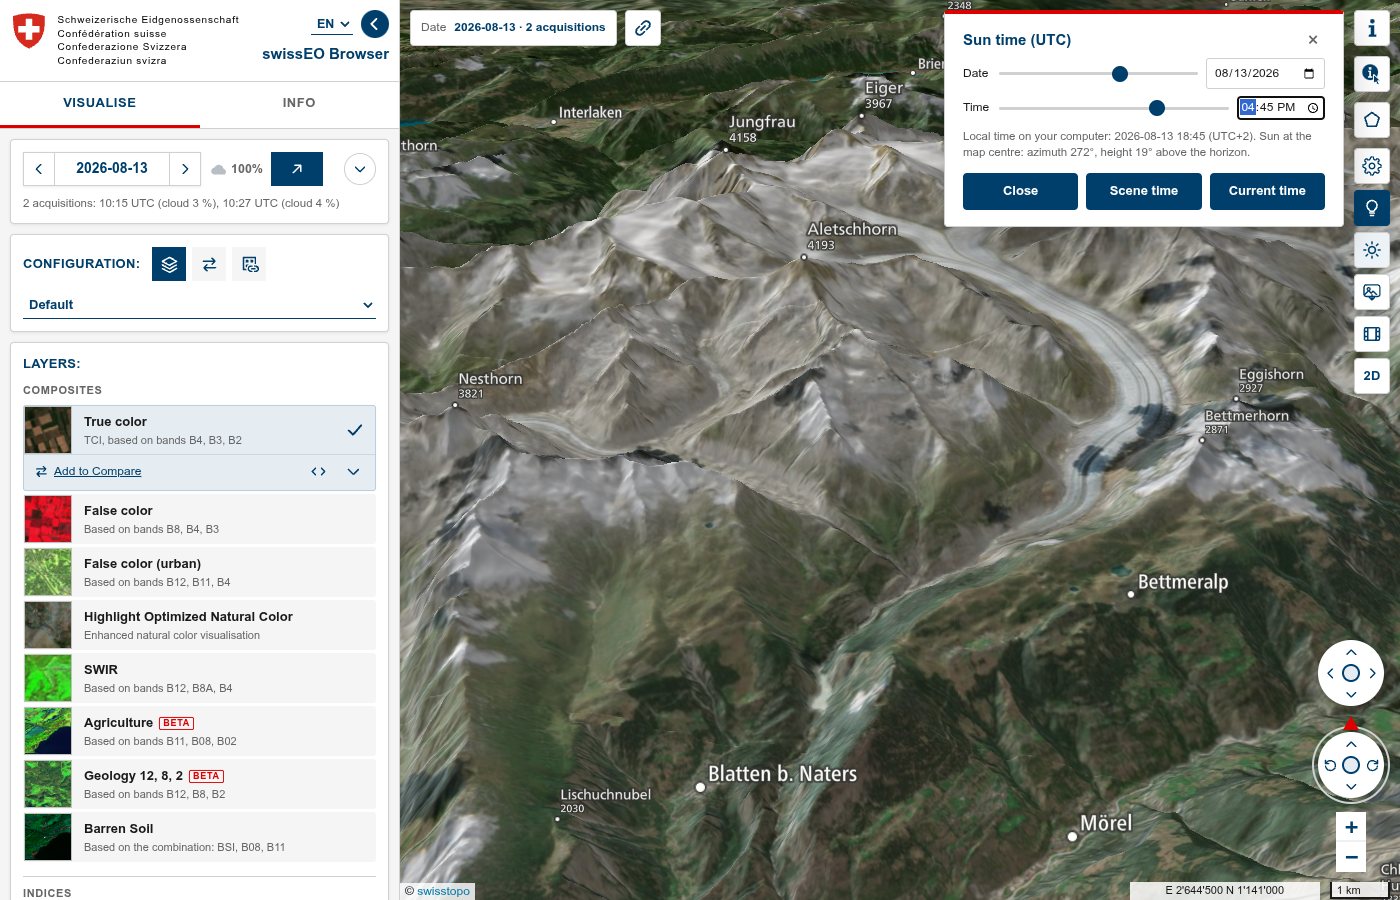 Schweizerische Eidgenossenschaft
Confédération suisse
Confederazione Svizzera
Confederaziun svizra
EN
swissEO Browser
VISUALISE
INFO
2026-08-13
100%
2 acquisitions: 10:15 UTC (cloud 3 %), 10:27 UTC (cloud 4 %)
CONFIGURATION:
Default
LAYERS:
COMPOSITES
True color
TCI, based on bands B4, B3, B2
Add to Compare
False color
Based on bands B8, B4, B3
False color (urban)
Based on bands B12, B11, B4
Highlight Optimized Natural Color
Enhanced natural color visualisation
SWIR
Based on bands B12, B8A, B4
Agriculture BETA
Based on bands B11, B08, B02
Geology 12, 8, 2 BETA
Based on bands B12, B8, B2
Barren Soil
Based on the combination: BSI, B08, B11
INDICES
Date 2026-08-13 · 2 acquisitions
2348
Sun time (UTC)
Date
08/13/2026
Time
04:45 PM
Local time on your computer: 2026-08-13 18:45 (UTC+2). Sun at the
map centre: azimuth 272°, height 19° above the horizon.
Close
Scene time
Current time
2D
Brien
Eiger
3967
Interlaken
Jungfrau
4158
thorn
Aletschhorn
4193
Nesthorn
3821
Eggishorn
2927
Bettmerhorn
2871
Bettmeralp
Blatten b. Naters
Lischuchnubel
2030
Mörel
© swisstopo
E 2'644'500 N 1'141'000
1 km